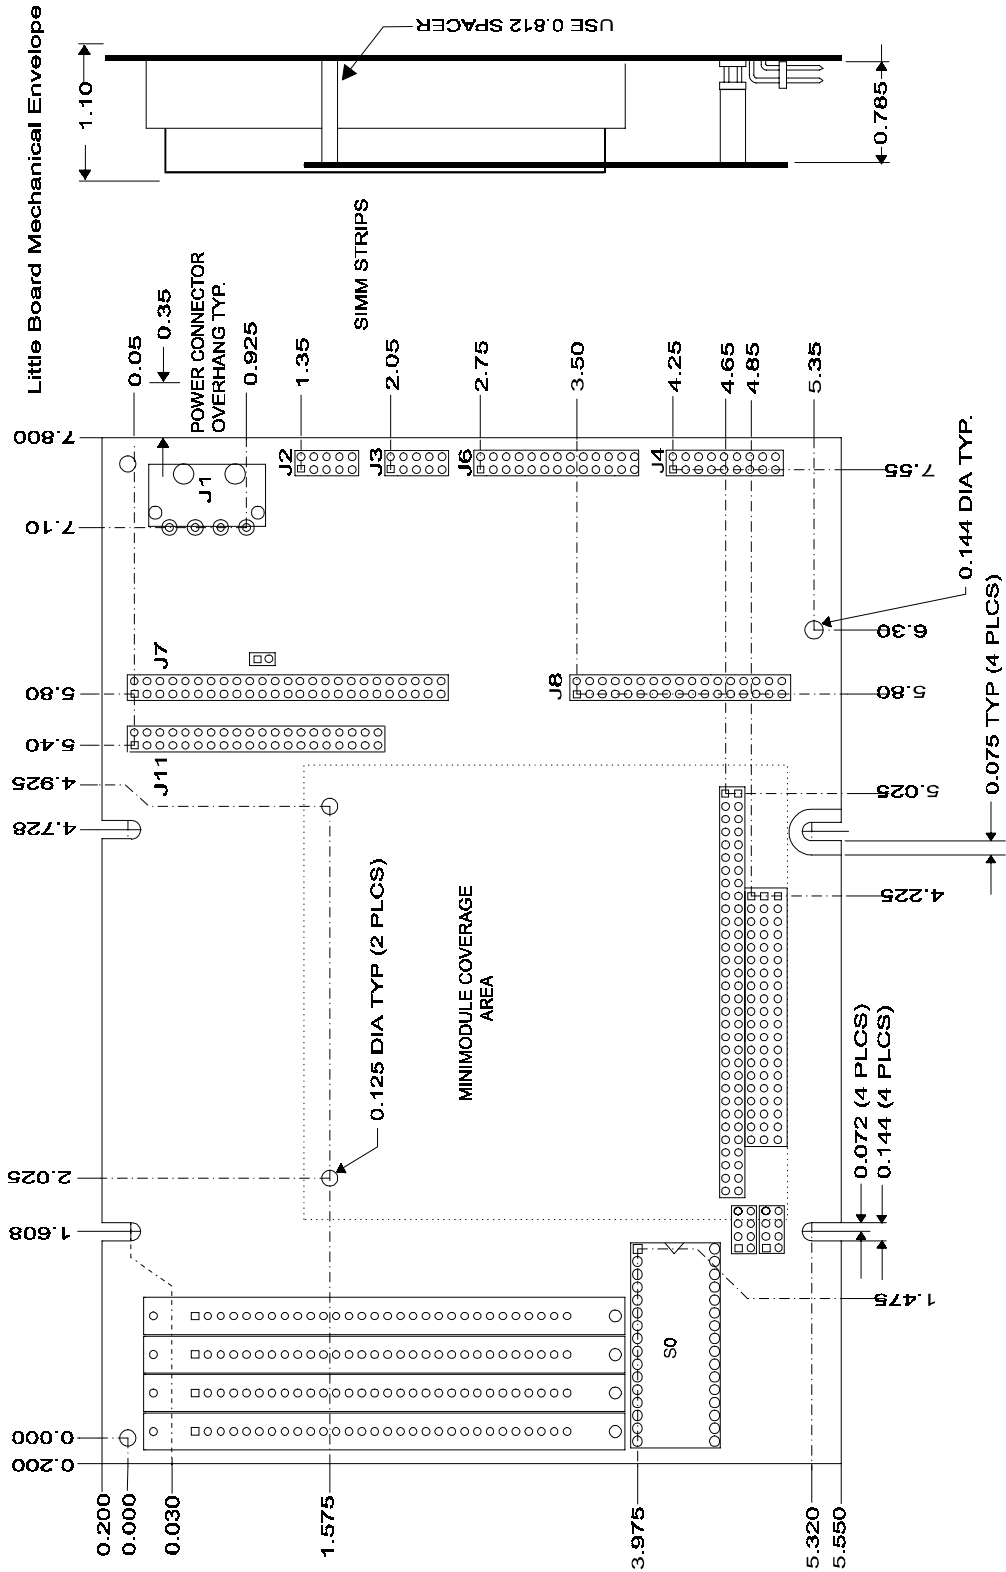 Little Board Mechanical Envelope
1.10
USE 0.812 SPACER
0.785
SIMM STRIPS
0.05
0.35
POWER CONNECTOR
OVERHANG TYP.
0.925
1.35
2.05
2.75
3.50
4.25
4.65
4.85
5.35
7.800
7.10
5.80
5.40
4.925
4.728
2.025
1.608
0.000
0.200
J1
J2
J3
J6
J4
J7
J8
J11
7.55
0.144 DIA TYP.
6.30
5.80
0.075 TYP (4 PLCS)
5.025
4.225
0.125 DIA TYP (2 PLCS)
MINIMODULE COVERAGE
AREA
0.072 (4 PLCS)
0.144 (4 PLCS)
1.475
S0
0.200
0.000
0.030
1.575
3.975
5.320
5.550